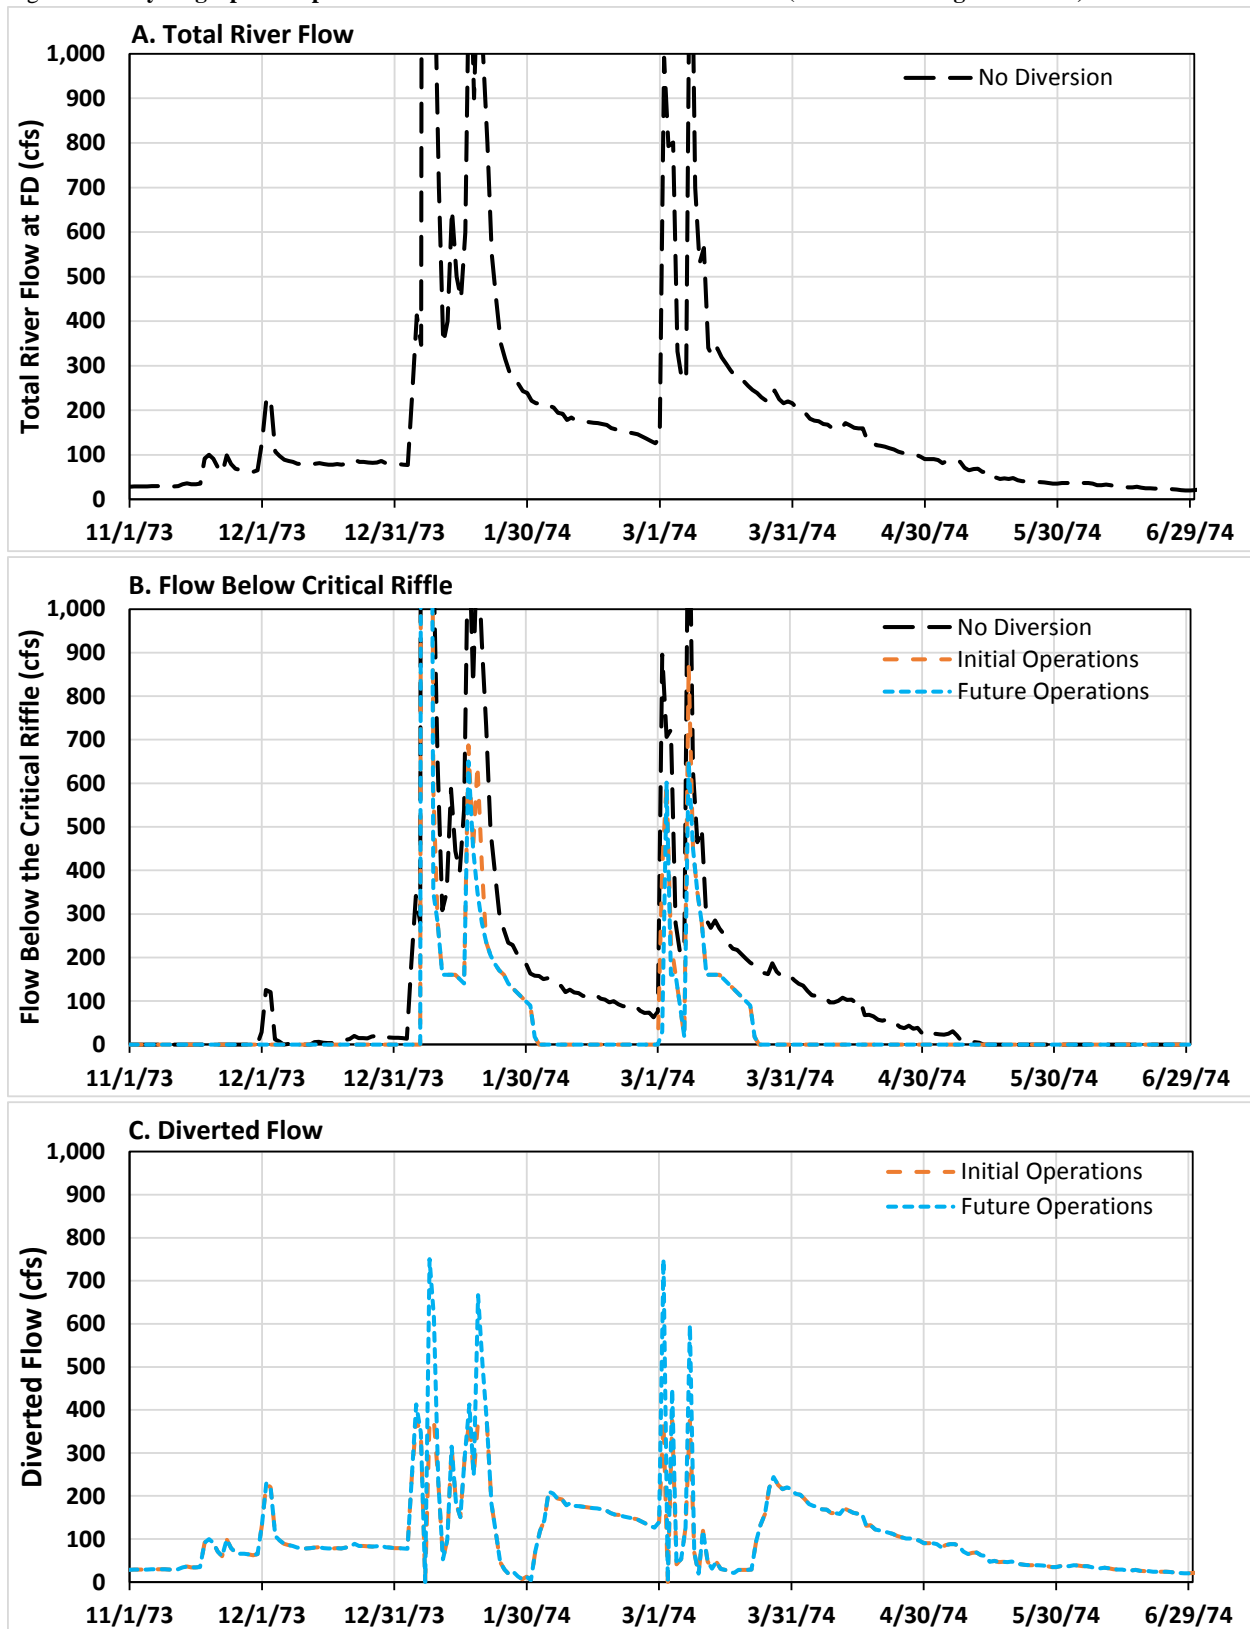 A. Total River Flow
No Diversion
Total River Flow at FD (cfs)
1,000
900
800
700
600
500
400
300
200
100
0
11/1/73 12/1/73 12/31/73 1/30/74 3/1/74 3/31/74 4/30/74 5/30/74 6/29/74
B. Flow Below Critical Riffle
No Diversion
Initial Operations
Future Operations
Flow Below the Critical Riffle (cfs)
1,000
900
800
700
600
500
400
300
200
100
0
11/1/73 12/1/73 12/31/73 1/30/74 3/1/74 3/31/74 4/30/74 5/30/74 6/29/74
C. Diverted Flow
Initial Operations
Future Operations
Diverted Flow (cfs)
1,000
900
800
700
600
500
400
300
200
100
0
11/1/73 12/1/73 12/31/73 1/30/74 3/1/74 3/31/74 4/30/74 5/30/74 6/29/74